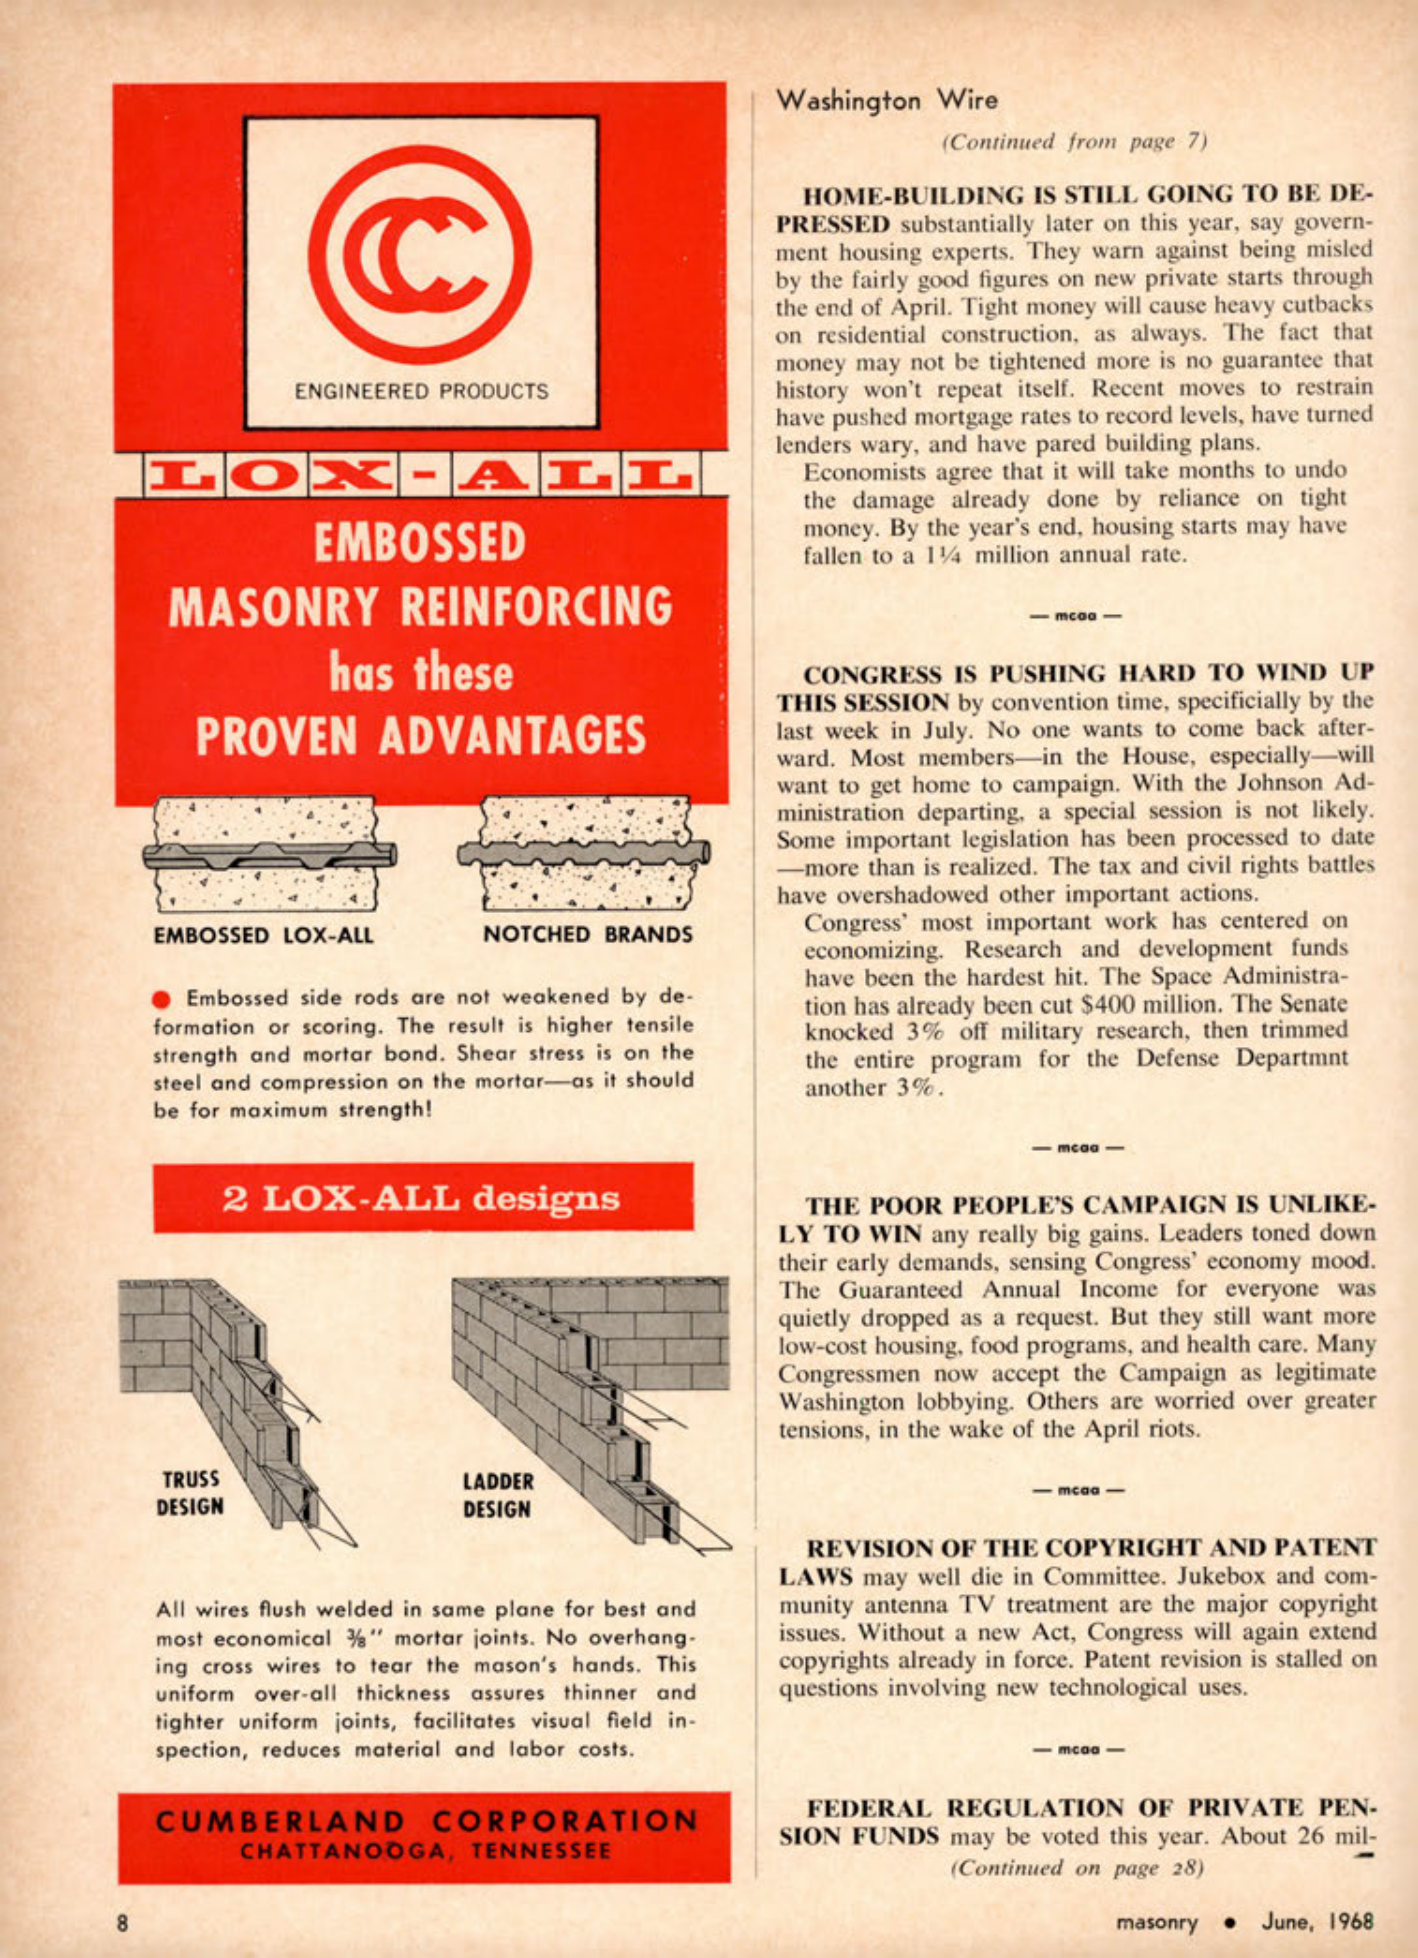 CCC
ENGINEERED PRODUCTS
LOX-ALL
EMBOSSED
MASONRY REINFORCING
has these
PROVEN ADVANTAGES
EMBOSSED LOX-ALL
NOTCHED BRANDS
● Embossed side rods are not weakened by de-
formation or scoring. The result is higher tensile
strength and mortar bond. Shear stress is on the
steel and compression on the mortar—as it should
be for maximum strength!
2 LOX-ALL designs
TRUSS
DESIGN
LADDER
DESIGN
All wires flush welded in same plane for best and
most economical ⅜" mortar joints. No overhang-
ing cross wires to tear the mason's hands. This
uniform over-all thickness assures thinner and
tighter uniform joints, facilitates visual field in-
spection, reduces material and labor costs.
CUMBERLAND CORPORATION
CHATTANOOGA, TENNESSEE
Washington Wire
(Continued from page 7)
HOME-BUILDING IS STILL GOING TO BE DE-
PRESSED substantially later on this year, say govern-
ment housing experts. They warn against being misled
by the fairly good figures on new private starts through
the end of April. Tight money will cause heavy cutbacks
on residential construction, as always. The fact that
money may not be tightened more is no guarantee that
history won't repeat itself. Recent moves to restrain
have pushed mortgage rates to record levels, have turned
lenders wary, and have pared building plans.
Economists agree that it will take months to undo
the damage already done by reliance on tight
money. By the year's end, housing starts may have
fallen to a 1¼ million annual rate.
— mcaa —
CONGRESS IS PUSHING HARD TO WIND UP
THIS SESSION by convention time, specificially by the
last week in July. No one wants to come back after-
ward. Most members—in the House, especially—will
want to get home to campaign. With the Johnson Ad-
ministration departing, a special session is not likely.
Some important legislation has been processed to date
—more than is realized. The tax and civil rights battles
have overshadowed other important actions.
Congress' most important work has centered on
economizing. Research and development funds
have been the hardest hit. The Space Administra-
tion has already been cut $400 million. The Senate
knocked 3% off military research, then trimmed
the entire program for the Defense Departmnt
another 3%.
— mcaa —
THE POOR PEOPLE'S CAMPAIGN IS UNLIKE-
LY TO WIN any really big gains. Leaders toned down
their early demands, sensing Congress' economy mood.
The Guaranteed Annual Income for everyone was
quietly dropped as a request. But they still want more
low-cost housing, food programs, and health care. Many
Congressmen now accept the Campaign as legitimate
Washington lobbying. Others are worried over greater
tensions, in the wake of the April riots.
— mcaa —
REVISION OF THE COPYRIGHT AND PATENT
LAWS may well die in Committee. Jukebox and com-
munity antenna TV treatment are the major copyright
issues. Without a new Act, Congress will again extend
copyrights already in force. Patent revision is stalled on
questions involving new technological uses.
— mcaa —
FEDERAL REGULATION OF PRIVATE PEN-
SION FUNDS may be voted this year. About 26 mil-
(Continued on page 28)
8
masonry ● June, 1968